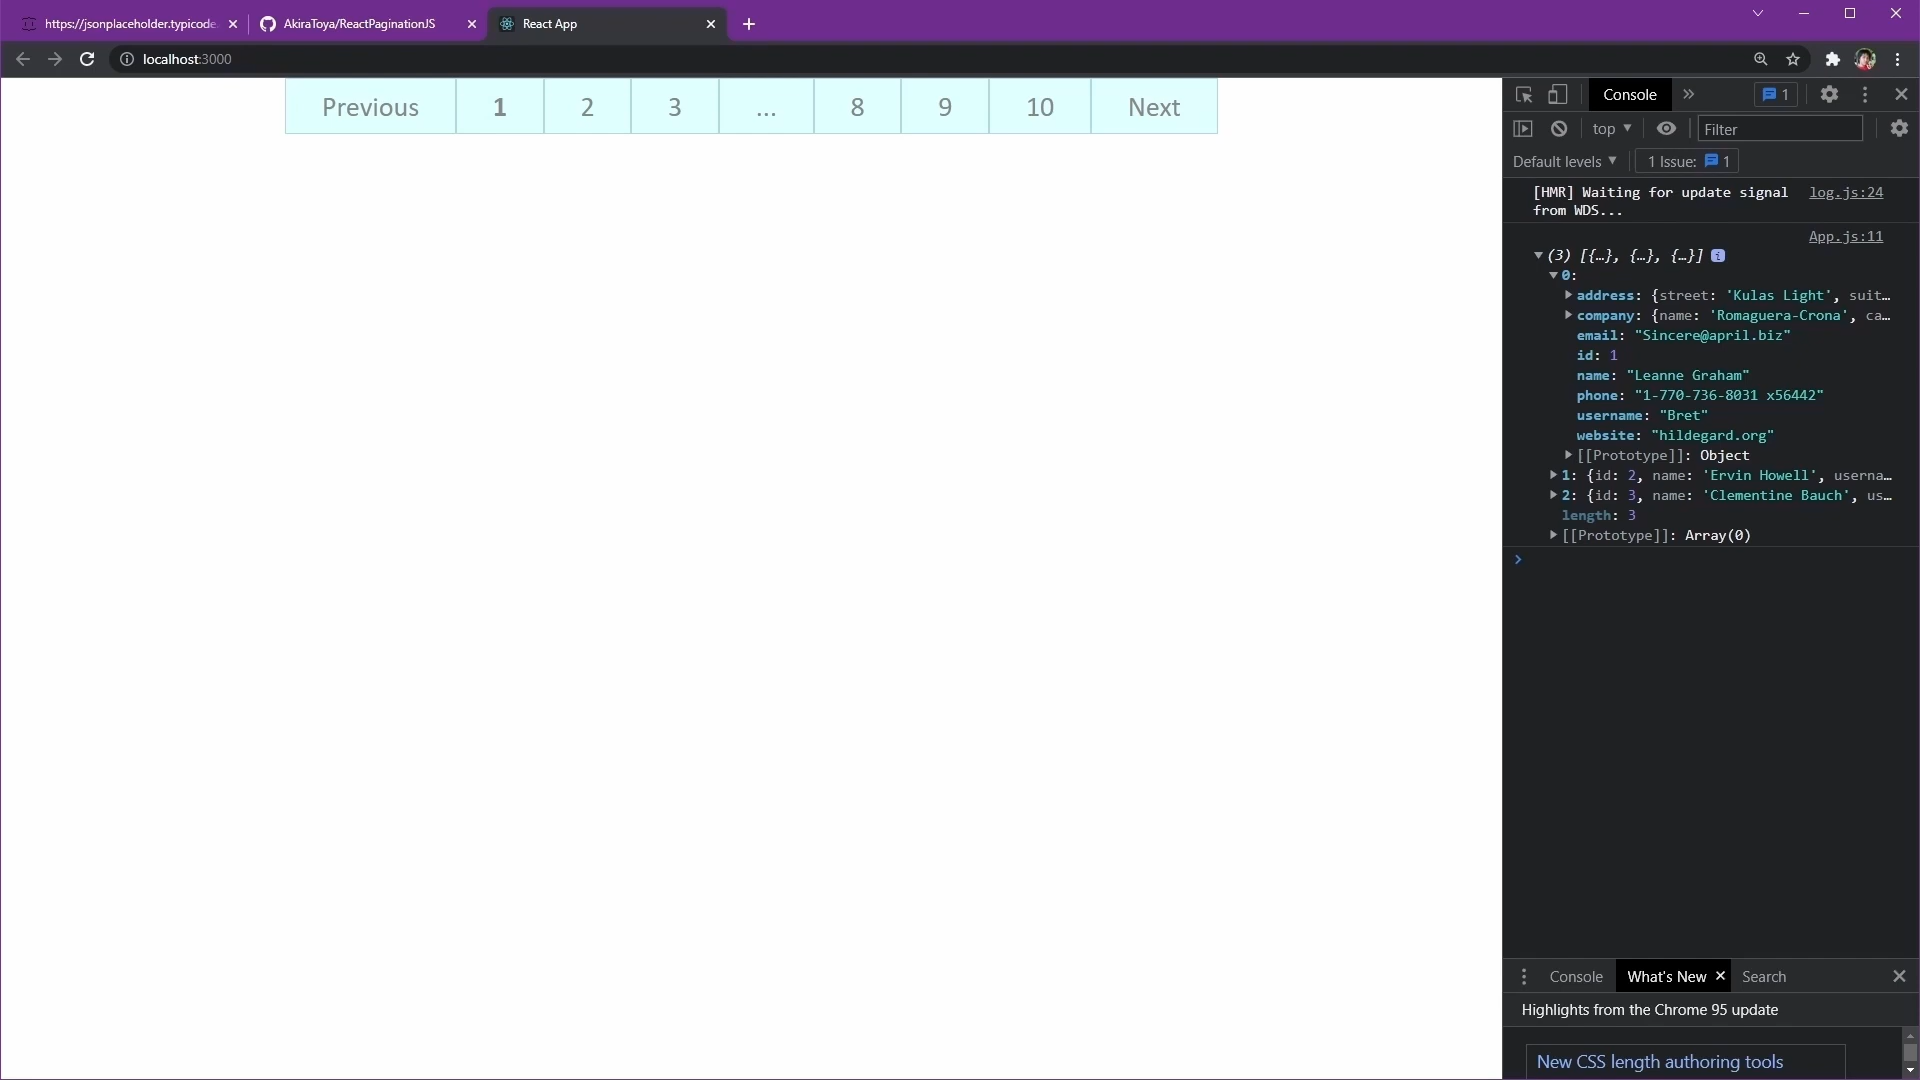 https://jsonplaceholder.typicode.
AkiraToya/ReactPaginationJS
React App
localhost:3000
Previous 1 2 3 ... 8 9 10 Next
Console
1
top
Filter
Default levels
1 Issue: 1
[HMR] Waiting for update signal log.js:24
from WDS...
App.js:11
(3) [{…}, {…}, {…}] i
0:
address: {street: 'Kulas Light', suit…
company: {name: 'Romaguera-Crona', ca…
email: "Sincere@april.biz"
id: 1
name: "Leanne Graham"
phone: "1-770-736-8031 x56442"
username: "Bret"
website: "hildegard.org"
[[Prototype]]: Object
1: {id: 2, name: 'Ervin Howell', userna…
2: {id: 3, name: 'Clementine Bauch', us…
length: 3
[[Prototype]]: Array(0)
Console
What's New
Search
Highlights from the Chrome 95 update
New CSS length authoring tools